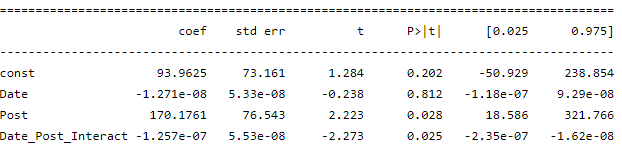 coef std err t P>|t| [0.025 0.975]
const 93.9625 73.161 1.284 0.202 -50.929 238.854
Date -1.271e-08 5.33e-08 -0.238 0.812 -1.18e-07 9.29e-08
Post 170.1761 76.543 2.223 0.028 18.586 321.766
Date_Post_Interact -1.257e-07 5.53e-08 -2.273 0.025 -2.35e-07 -1.62e-08